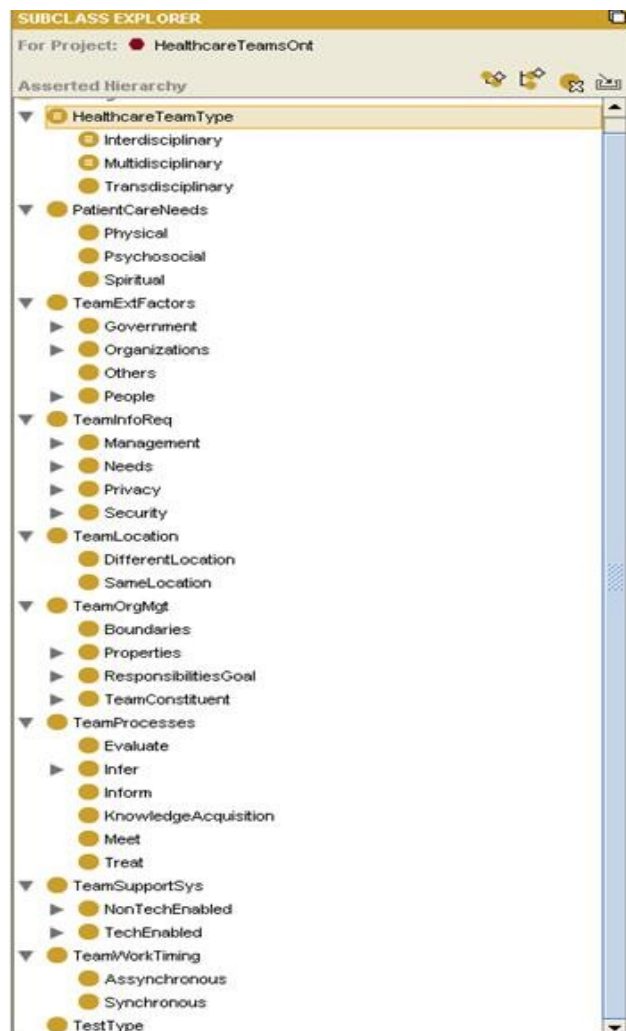 SUBCLASS EXPLORER
For Project: HealthcareTeamsOnt
Asserted Hierarchy
HealthcareTeamType
Interdisciplinary
Multidisciplinary
Transdisciplinary
PatientCareNeeds
Physical
Psychosocial
Spiritual
TeamExtFactors
Government
Organizations
Others
People
TeamInfoReq
Management
Needs
Privacy
Security
TeamLocation
DifferentLocation
SameLocation
TeamOrgMgt
Boundaries
Properties
ResponsibilitiesGoal
TeamConstituent
TeamProcesses
Evaluate
Infer
Inform
KnowledgeAcquisition
Meet
Treat
TeamSupportSys
NonTechEnabled
TechEnabled
TeamWorkTiming
Assynchronous
Synchronous
TestType